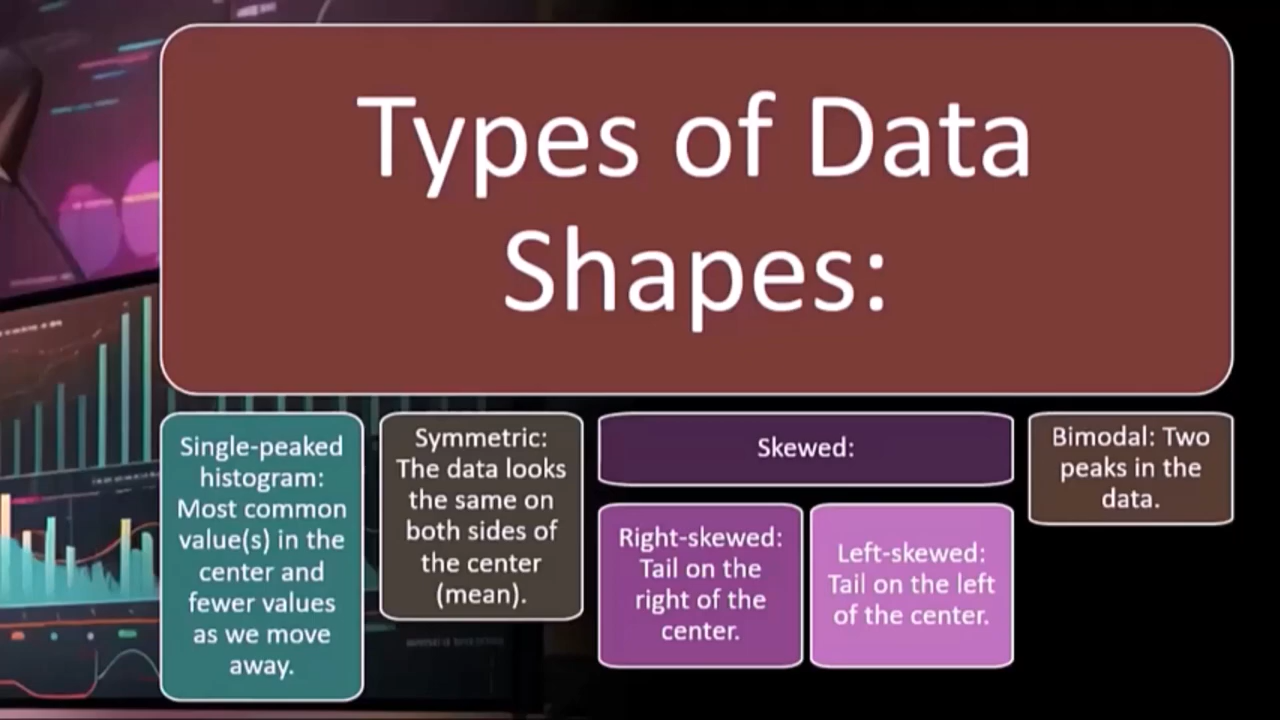 Types of Data
Shapes:
Single-peaked
histogram:
Most common
value(s) in the
center and
fewer values
as we move
away.
Symmetric:
The data looks
the same on
both sides of
the center
(mean).
Skewed:
Right-skewed:
Tail on the
right of the
center.
Left-skewed:
Tail on the left
of the center.
Bimodal: Two
peaks in the
data.